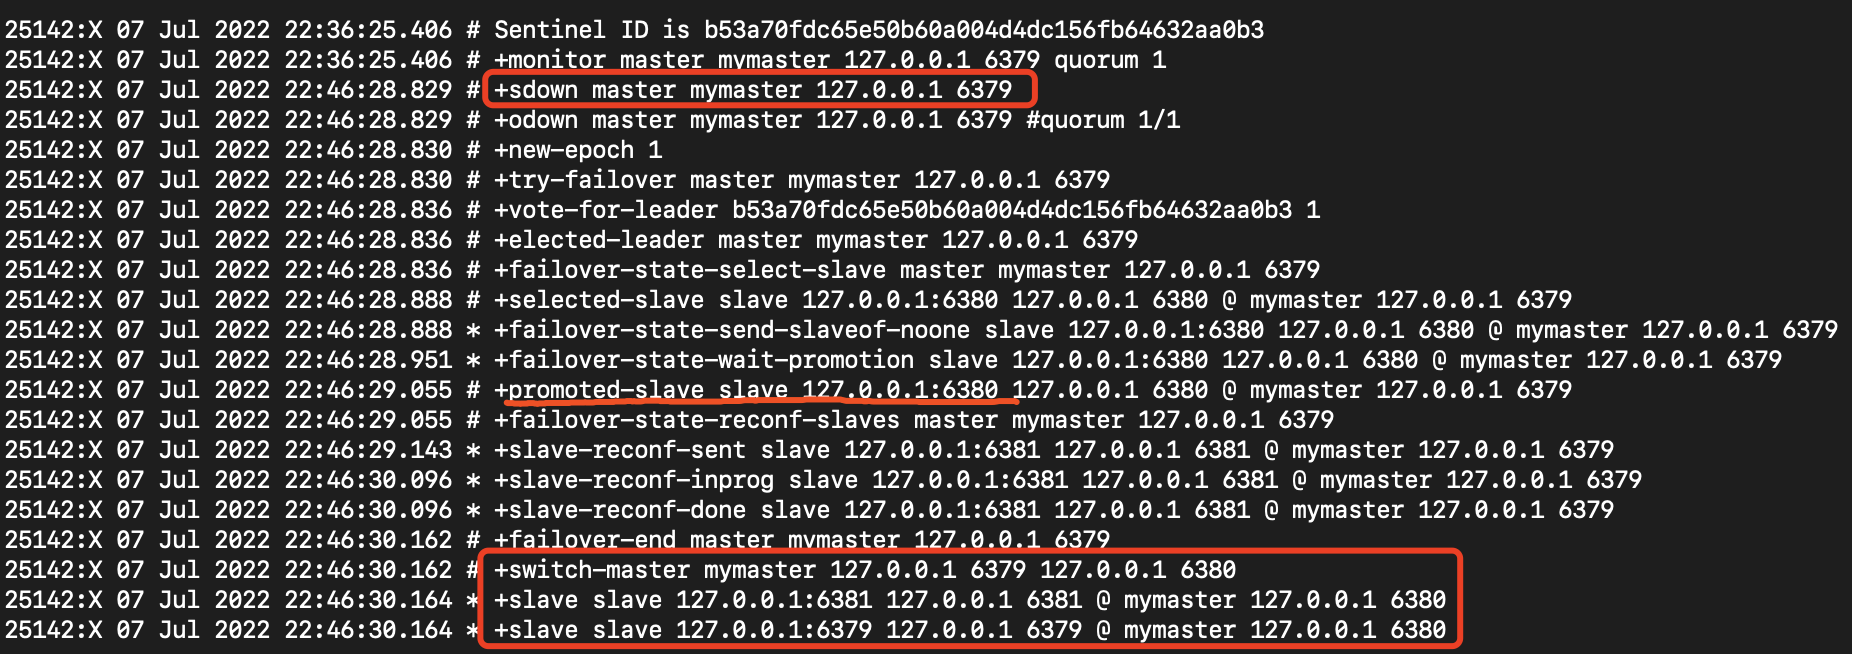 25142:X 07 Jul 2022 22:36:25.406 # Sentinel ID is b53a70fdc65e50b60a004d4dc156fb64632aa0b3
25142:X 07 Jul 2022 22:36:25.406 # +monitor master mymaster 127.0.0.1 6379 quorum 1
25142:X 07 Jul 2022 22:46:28.829 # +sdown master mymaster 127.0.0.1 6379
25142:X 07 Jul 2022 22:46:28.829 # +odown master mymaster 127.0.0.1 6379 #quorum 1/1
25142:X 07 Jul 2022 22:46:28.830 # +new-epoch 1
25142:X 07 Jul 2022 22:46:28.830 # +try-failover master mymaster 127.0.0.1 6379
25142:X 07 Jul 2022 22:46:28.836 # +vote-for-leader b53a70fdc65e50b60a004d4dc156fb64632aa0b3 1
25142:X 07 Jul 2022 22:46:28.836 # +elected-leader master mymaster 127.0.0.1 6379
25142:X 07 Jul 2022 22:46:28.836 # +failover-state-select-slave master mymaster 127.0.0.1 6379
25142:X 07 Jul 2022 22:46:28.888 # +selected-slave slave 127.0.0.1:6380 127.0.0.1 6380 @ mymaster 127.0.0.1 6379
25142:X 07 Jul 2022 22:46:28.888 * +failover-state-send-slaveof-noone slave 127.0.0.1:6380 127.0.0.1 6380 @ mymaster 127.0.0.1 6379
25142:X 07 Jul 2022 22:46:28.951 * +failover-state-wait-promotion slave 127.0.0.1:6380 127.0.0.1 6380 @ mymaster 127.0.0.1 6379
25142:X 07 Jul 2022 22:46:29.055 # +promoted-slave slave 127.0.0.1:6380 127.0.0.1 6380 @ mymaster 127.0.0.1 6379
25142:X 07 Jul 2022 22:46:29.055 # +failover-state-reconf-slaves master mymaster 127.0.0.1 6379
25142:X 07 Jul 2022 22:46:29.143 * +slave-reconf-sent slave 127.0.0.1:6381 127.0.0.1 6381 @ mymaster 127.0.0.1 6379
25142:X 07 Jul 2022 22:46:30.096 * +slave-reconf-inprog slave 127.0.0.1:6381 127.0.0.1 6381 @ mymaster 127.0.0.1 6379
25142:X 07 Jul 2022 22:46:30.096 * +slave-reconf-done slave 127.0.0.1:6381 127.0.0.1 6381 @ mymaster 127.0.0.1 6379
25142:X 07 Jul 2022 22:46:30.162 # +failover-end master mymaster 127.0.0.1 6379
25142:X 07 Jul 2022 22:46:30.162 # +switch-master mymaster 127.0.0.1 6379 127.0.0.1 6380
25142:X 07 Jul 2022 22:46:30.164 * +slave slave 127.0.0.1:6381 127.0.0.1 6381 @ mymaster 127.0.0.1 6380
25142:X 07 Jul 2022 22:46:30.164 * +slave slave 127.0.0.1:6379 127.0.0.1 6379 @ mymaster 127.0.0.1 6380